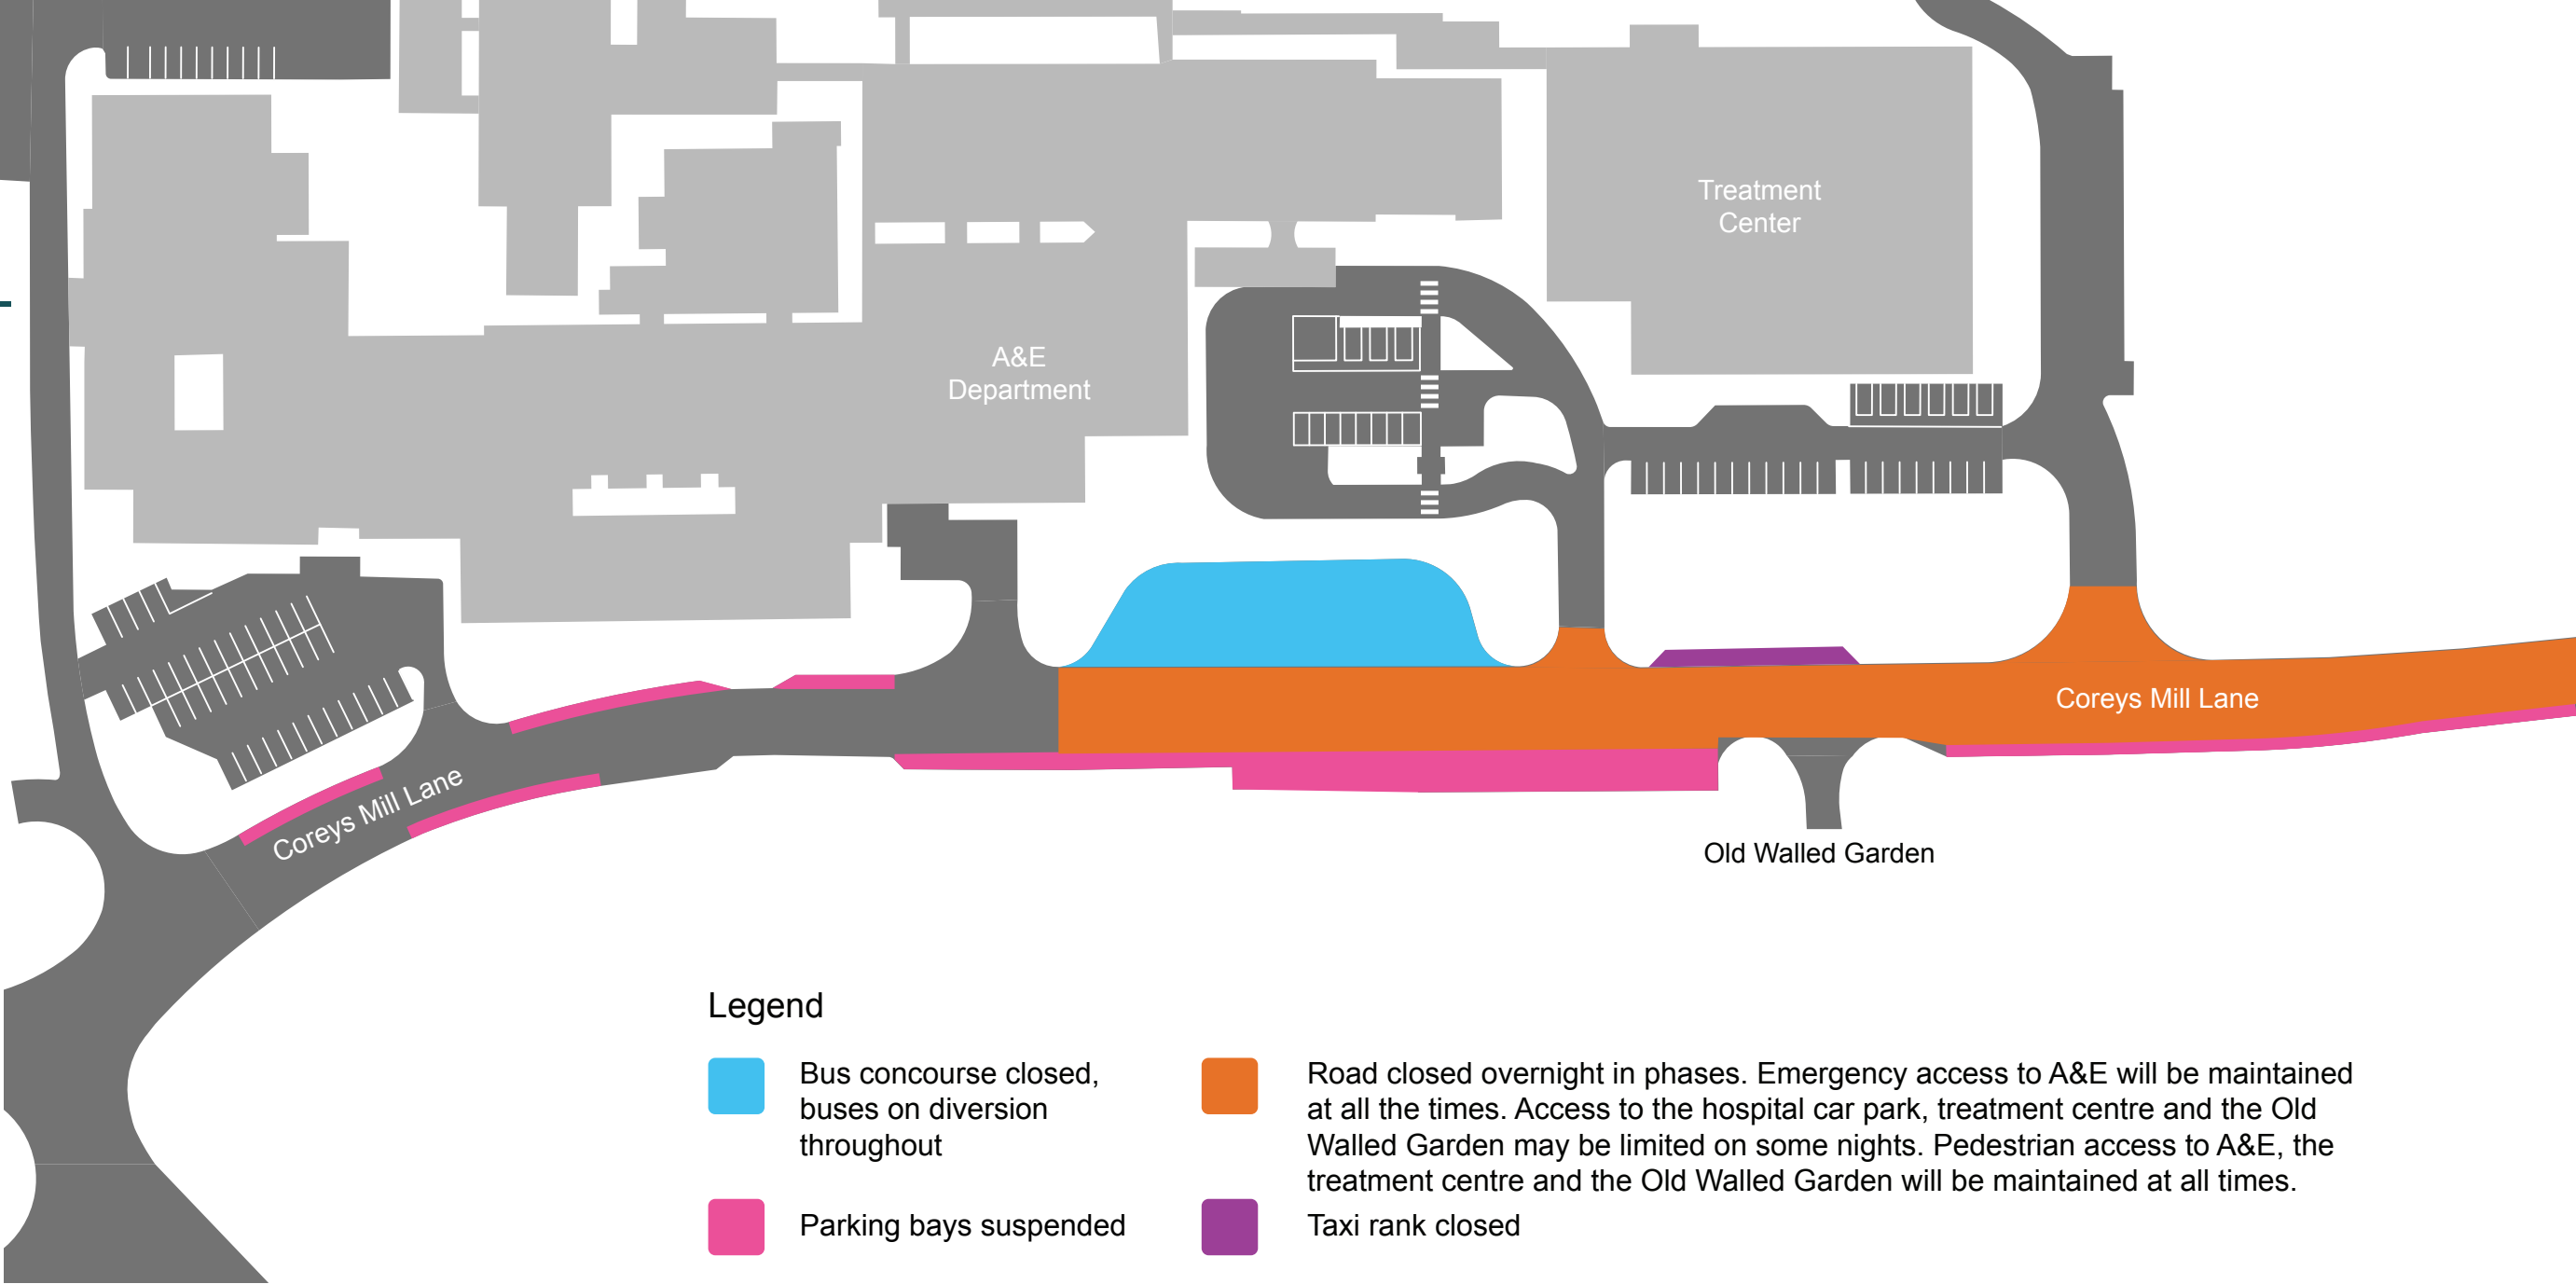 Treatment
Center
A&E
Department
Coreys Mill Lane
Coreys Mill Lane
Old Walled Garden
Legend
Bus concourse closed,
buses on diversion
throughout
Road closed overnight in phases. Emergency access to A&E will be maintained
at all the times. Access to the hospital car park, treatment centre and the Old
Walled Garden may be limited on some nights. Pedestrian access to A&E, the
treatment centre and the Old Walled Garden will be maintained at all times.
Parking bays suspended
Taxi rank closed